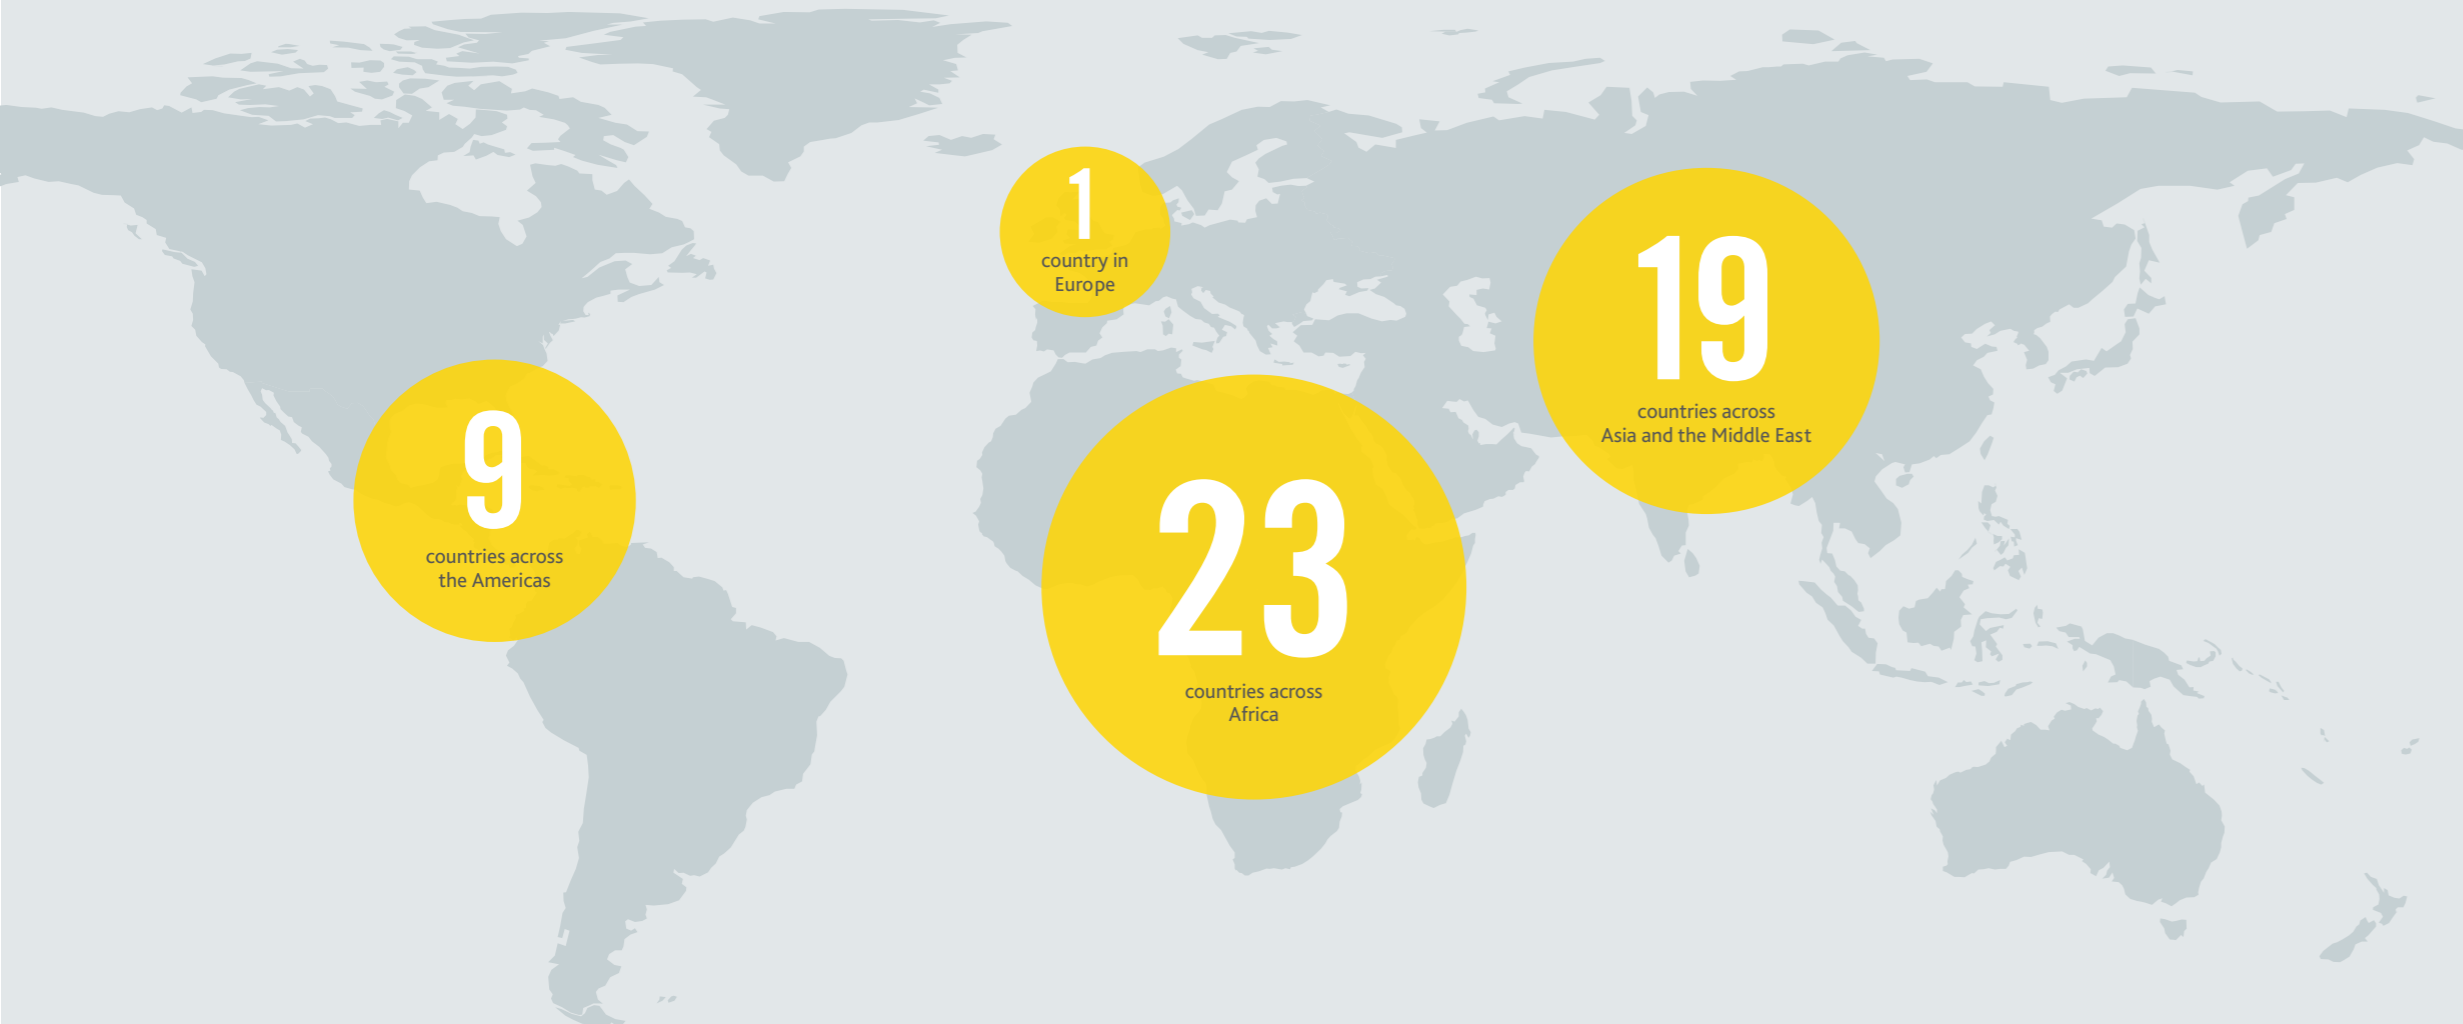 1
country in
Europe
19
countries across
Asia and the Middle East
9
countries across
the Americas
23
countries across
Africa